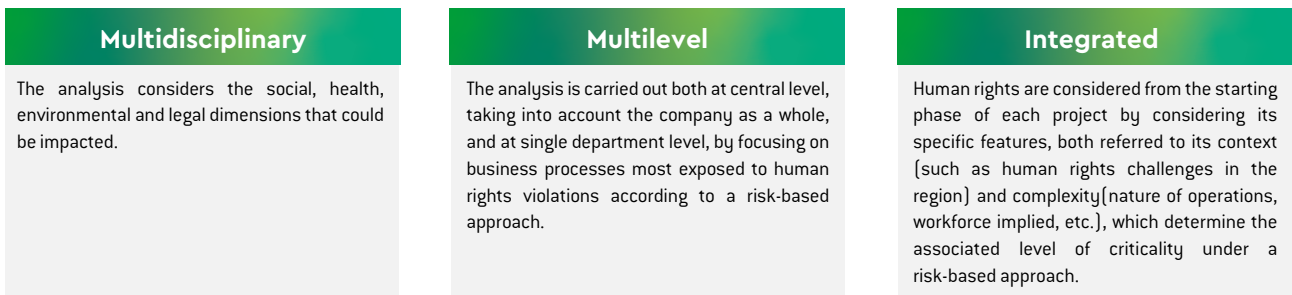 Multidisciplinary
The analysis considers the social, health,
environmental and legal dimensions that could
be impacted.
Multilevel
The analysis is carried out both at central level,
taking into account the company as a whole,
and at single department level, by focusing on
business processes most exposed to human
rights violations according to a risk-based
approach.
Integrated
Human rights are considered from the starting
phase of each project by considering its
specific features, both referred to its context
(such as human rights challenges in the
region) and complexity(nature of operations,
workforce implied, etc.), which determine the
associated level of criticality under a
risk-based approach.